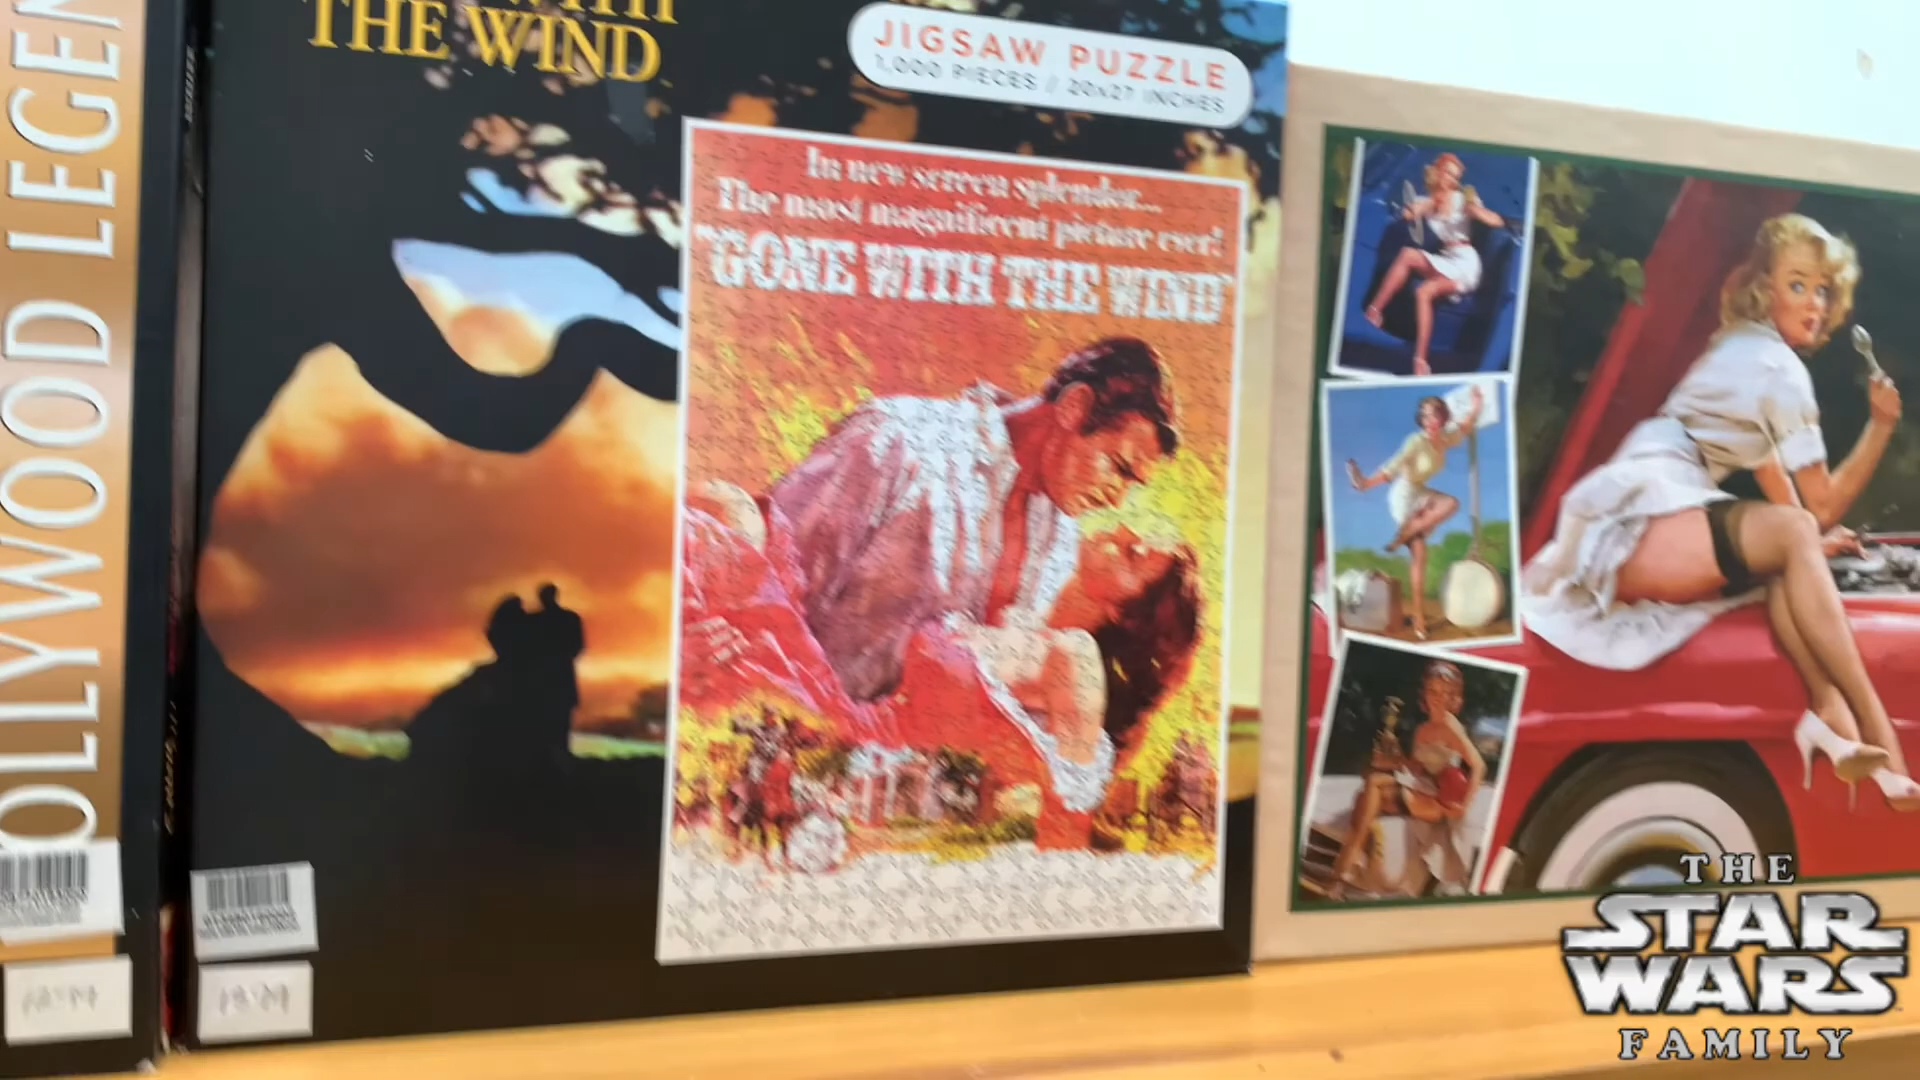 OLLYWOOD LEGEN
WITH
THE WIND
JIGSAW PUZZLE
1,000 PIECES / 20x27 INCHES
In new screen splendor...
The most magnificent picture ever!
"GONE WITH THE WIND"
THE
STAR
WARS
FAMILY